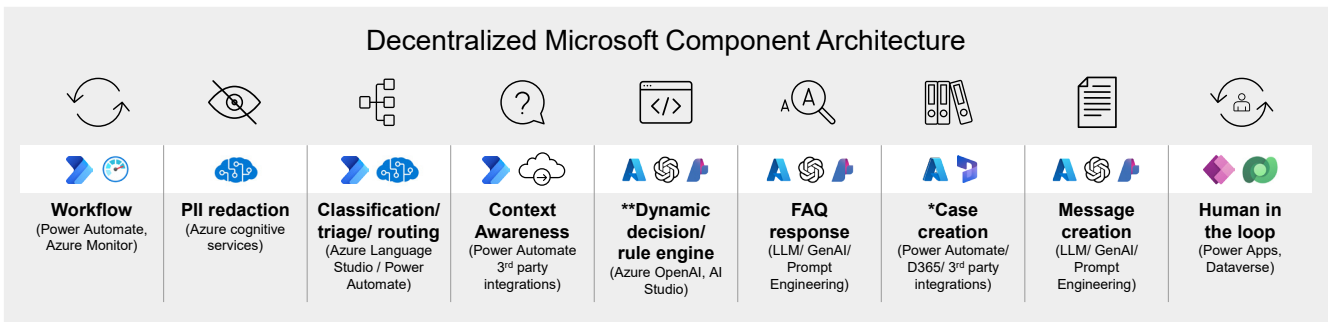 Decentralized Microsoft Component Architecture
?
</>
A A
Workflow
(Power Automate,
Azure Monitor)
PII redaction
(Azure cognitive
services)
Classification/
triage/ routing
(Azure Language
Studio / Power
Automate)
Context
Awareness
(Power Automate
3rd party
integrations)
**Dynamic
decision/
rule engine
(Azure OpenAI, AI
Studio)
FAQ
response
(LLM/ GenAI/
Prompt
Engineering)
*Case
creation
(Power Automate/
D365/ 3rd party
integrations)
Message
creation
(LLM/ GenAI/
Prompt
Engineering)
Human in
the loop
(Power Apps,
Dataverse)